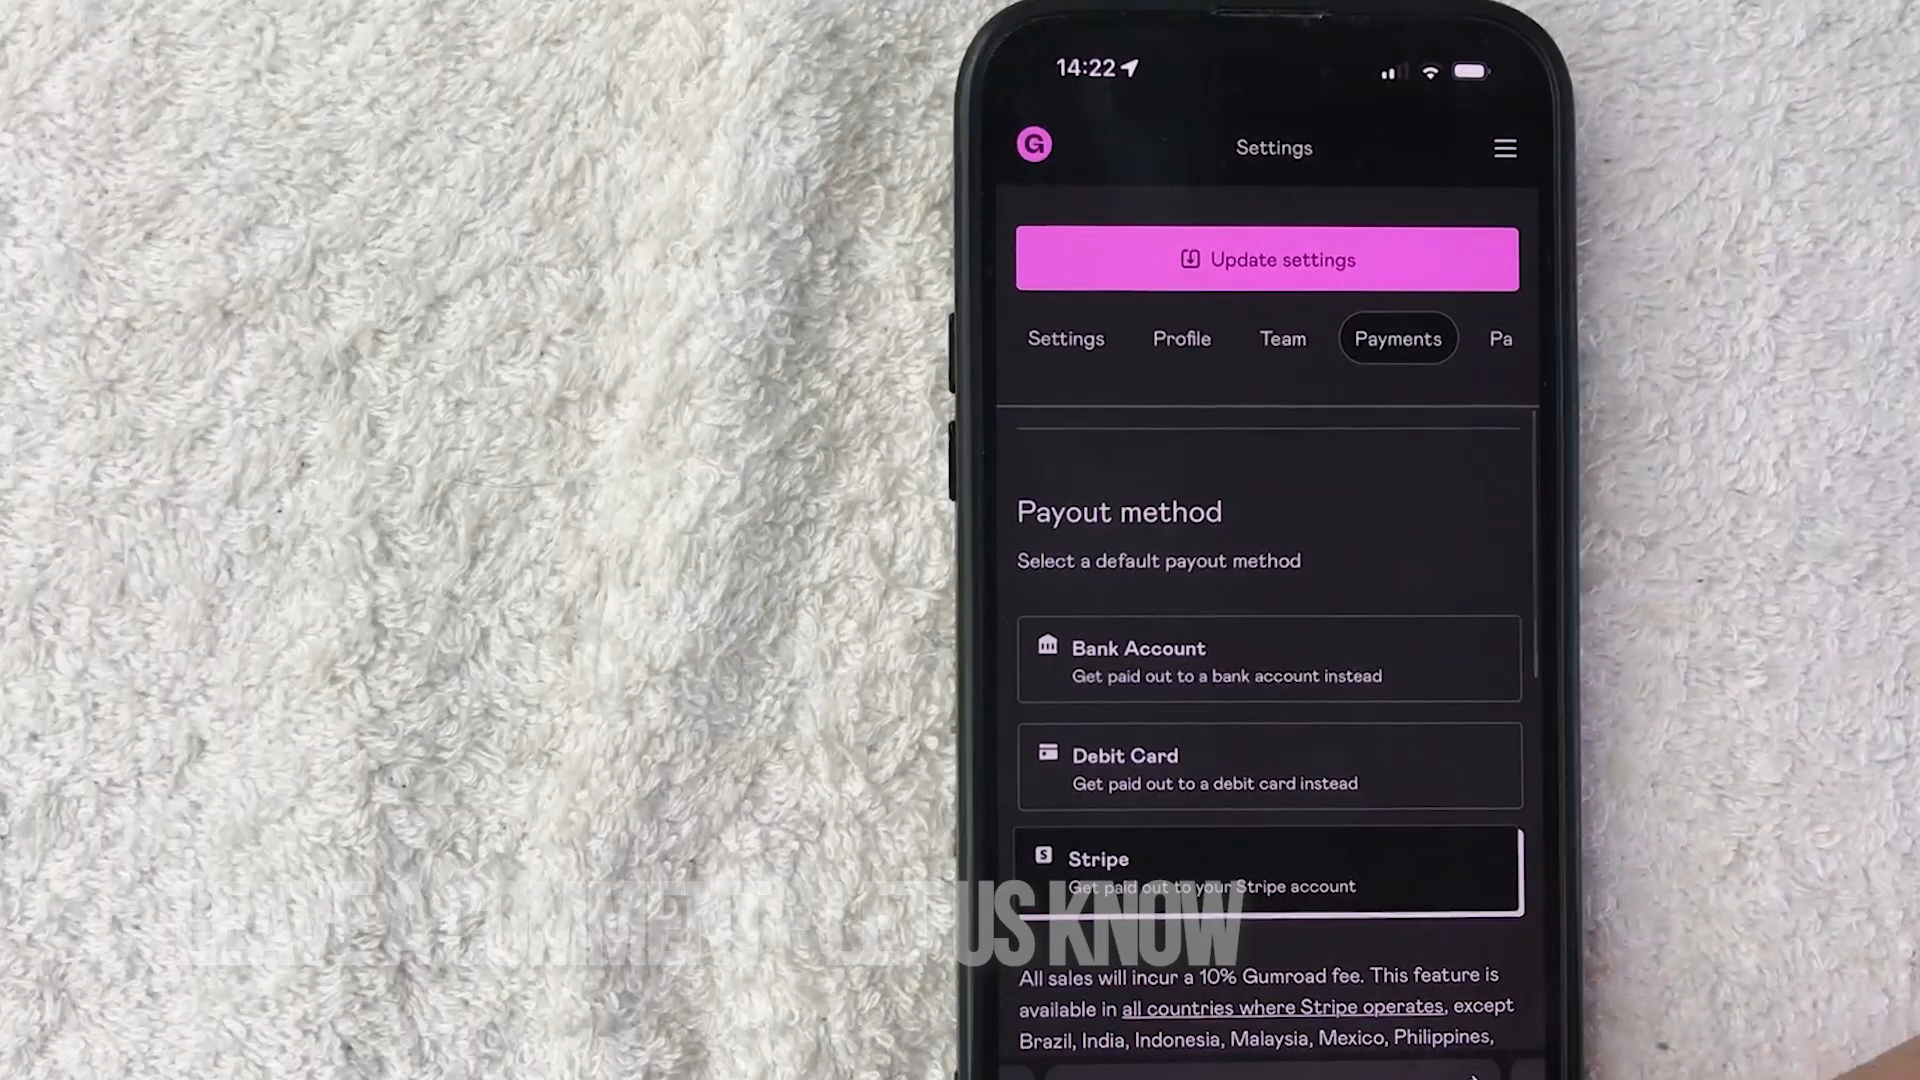 14:22
G
Settings
Update settings
Settings Profile Team Payments Pa
Payout method
Select a default payout method
Bank Account
Get paid out to a bank account instead
Debit Card
Get paid out to a debit card instead
S
Stripe
Get paid out to your Stripe account
LEAVE A COMMENT - LET US KNOW
All sales will incur a 10% Gumroad fee. This feature is
available in all countries where Stripe operates, except
Brazil, India, Indonesia, Malaysia, Mexico, Philippines,